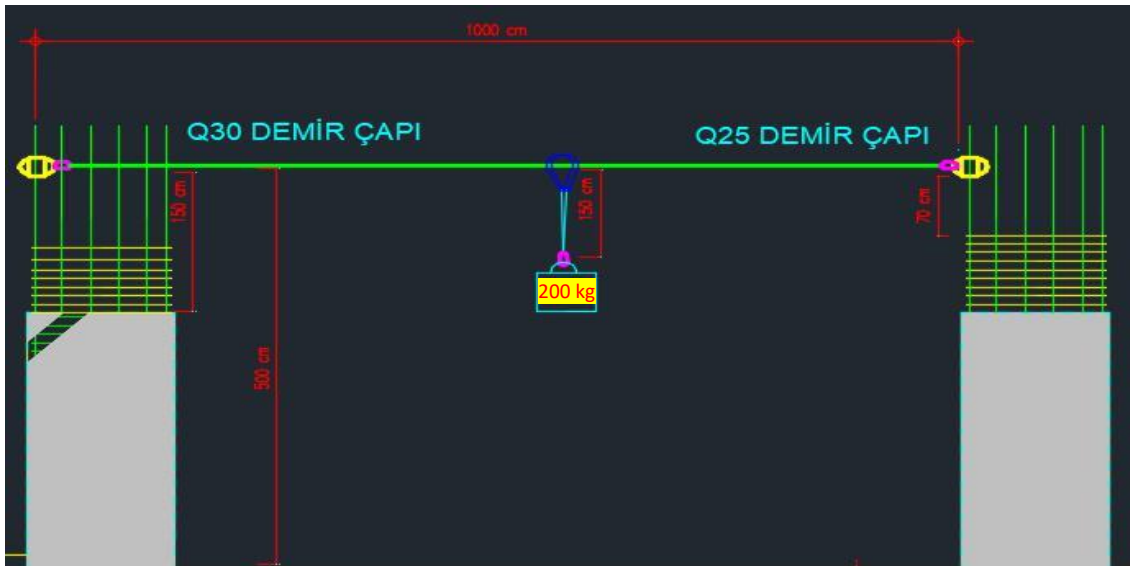 1000 cm
Q30 DEMİR ÇAPI
Q25 DEMİR ÇAPI
150 cm
150 cm
70 cm
200 kg
500 cm